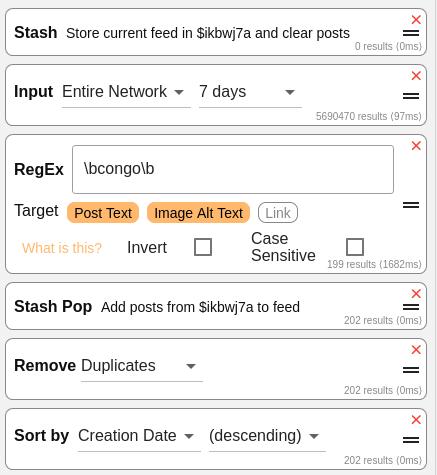 Stash Store current feed in $ikbwj7a and clear posts
0 results (0ms)
Input Entire Network 7 days
5690470 results (97ms)
RegEx \bcongo\b
Target Post Text Image Alt Text Link
What is this? Invert Case Sensitive
199 results (1682ms)
Stash Pop Add posts from $ikbwj7a to feed
202 results (0ms)
Remove Duplicates
202 results (0ms)
Sort by Creation Date (descending)
202 results (0ms)